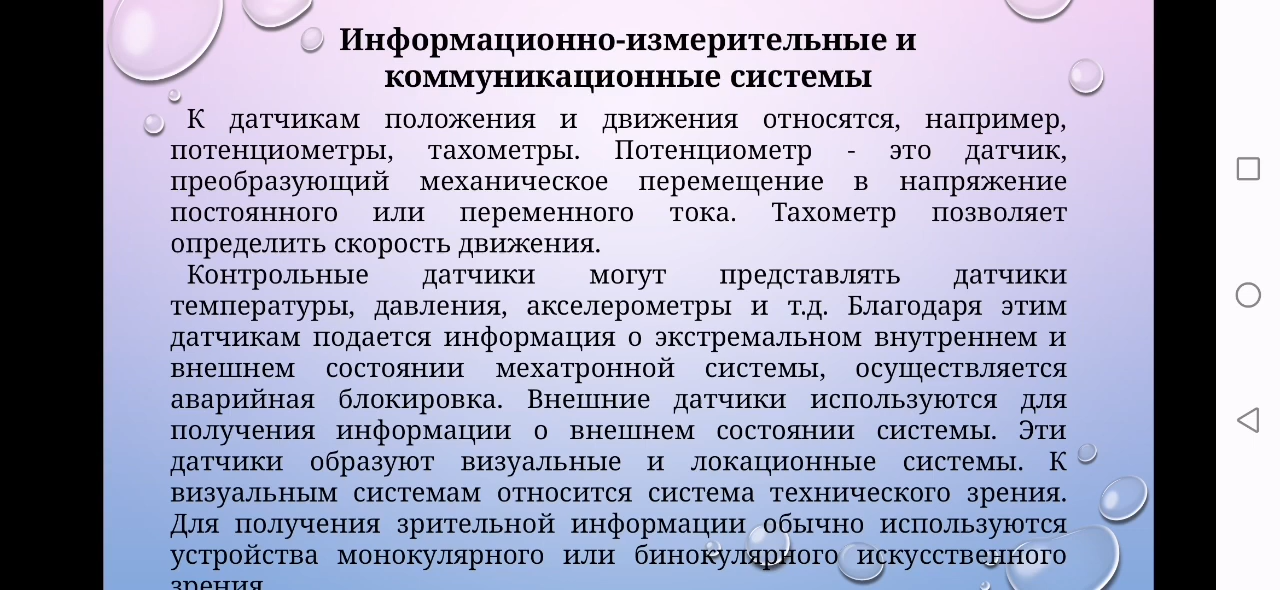 Информационно-измерительные и
коммуникационные системы
К датчикам положения и движения относятся, например,
потенциометры, тахометры. Потенциометр - это датчик,
преобразующий механическое перемещение в напряжение
постоянного или переменного тока. Тахометр позволяет
определить скорость движения.
Контрольные датчики могут представлять датчики
температуры, давления, акселерометры и т.д. Благодаря этим
датчикам подается информация о экстремальном внутреннем и
внешнем состоянии мехатронной системы, осуществляется
аварийная блокировка. Внешние датчики используются для
получения информации о внешнем состоянии системы. Эти
датчики образуют визуальные и локационные системы. К
визуальным системам относится система технического зрения.
Для получения зрительной информации обычно используются
устройства монокулярного или бинокулярного искусственного
зрения.